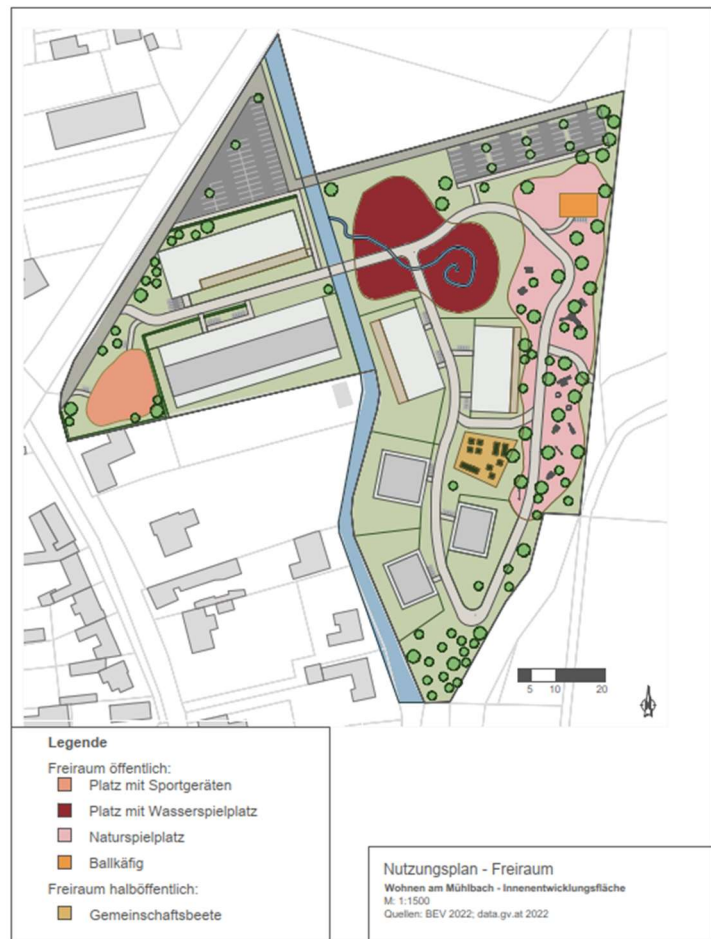 5 10 20
Legende
Freiraum öffentlich:
Platz mit Sportgeräten
Platz mit Wasserspielplatz
Naturspielplatz
Ballkäfig
Freiraum halböffentlich:
Gemeinschaftsbeete
Nutzungsplan - Freiraum
Wohnen am Mühlbach - Innenentwicklungsfläche
M: 1:1500
Quellen: BEV 2022; data.gv.at 2022